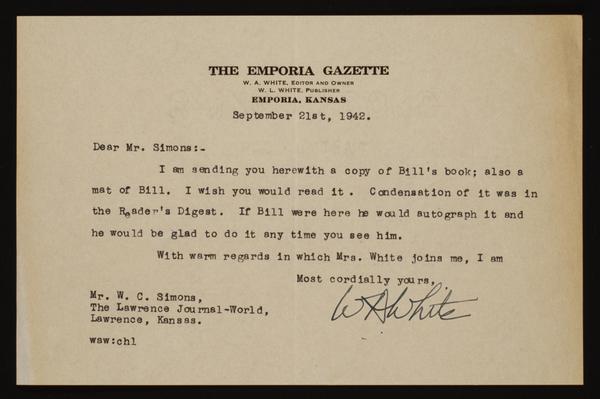 THE EMPORIA GAZETTE
W. A. WHITE, EDITOR AND OWNER
W. L. WHITE, PUBLISHER
EMPORIA, KANSAS
September 21st, 1942.
Dear Mr. Simons:-
I am sending you herewith a copy of Bill's book; also a
mat of Bill. I wish you would read it. Condensation of it was in
the Reader's Digest. If Bill were here he would autograph it and
he would be glad to do it any time you see him.
With warm regards in which Mrs. White joins me, I am
Most cordially yours,
W A White
Mr. W. C. Simons,
The Lawrence Journal-World,
Lawrence, Kansas.
waw:chl